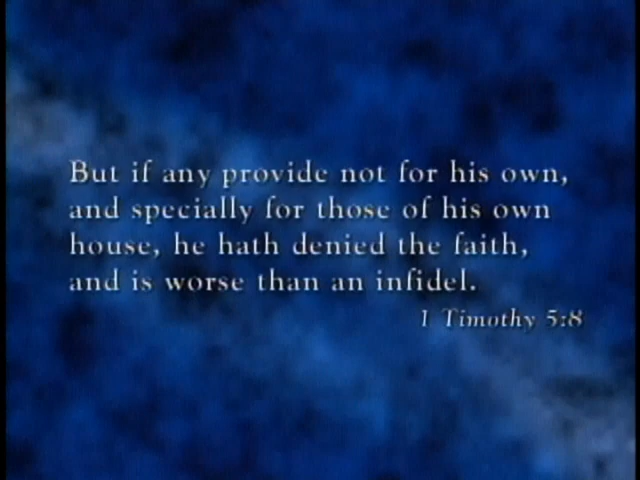 But if any provide not for his own,
and specially for those of his own
house, he hath denied the faith,
and is worse than an infidel.
1 Timothy 5:8